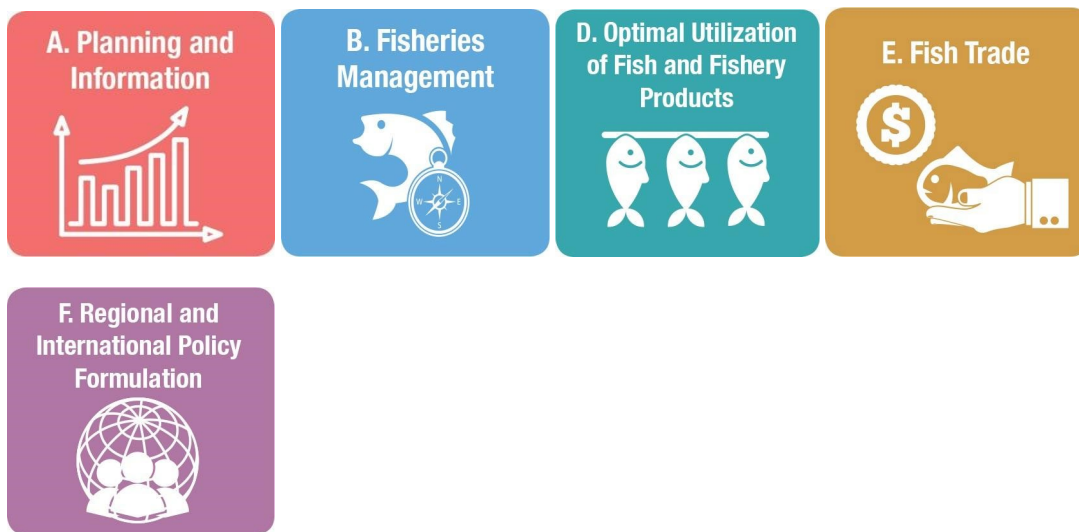 A. Planning and
Information
B. Fisheries
Management
D. Optimal Utilization
of Fish and Fishery
Products
E. Fish Trade
$
N
W
E
S
F. Regional and
International Policy
Formulation